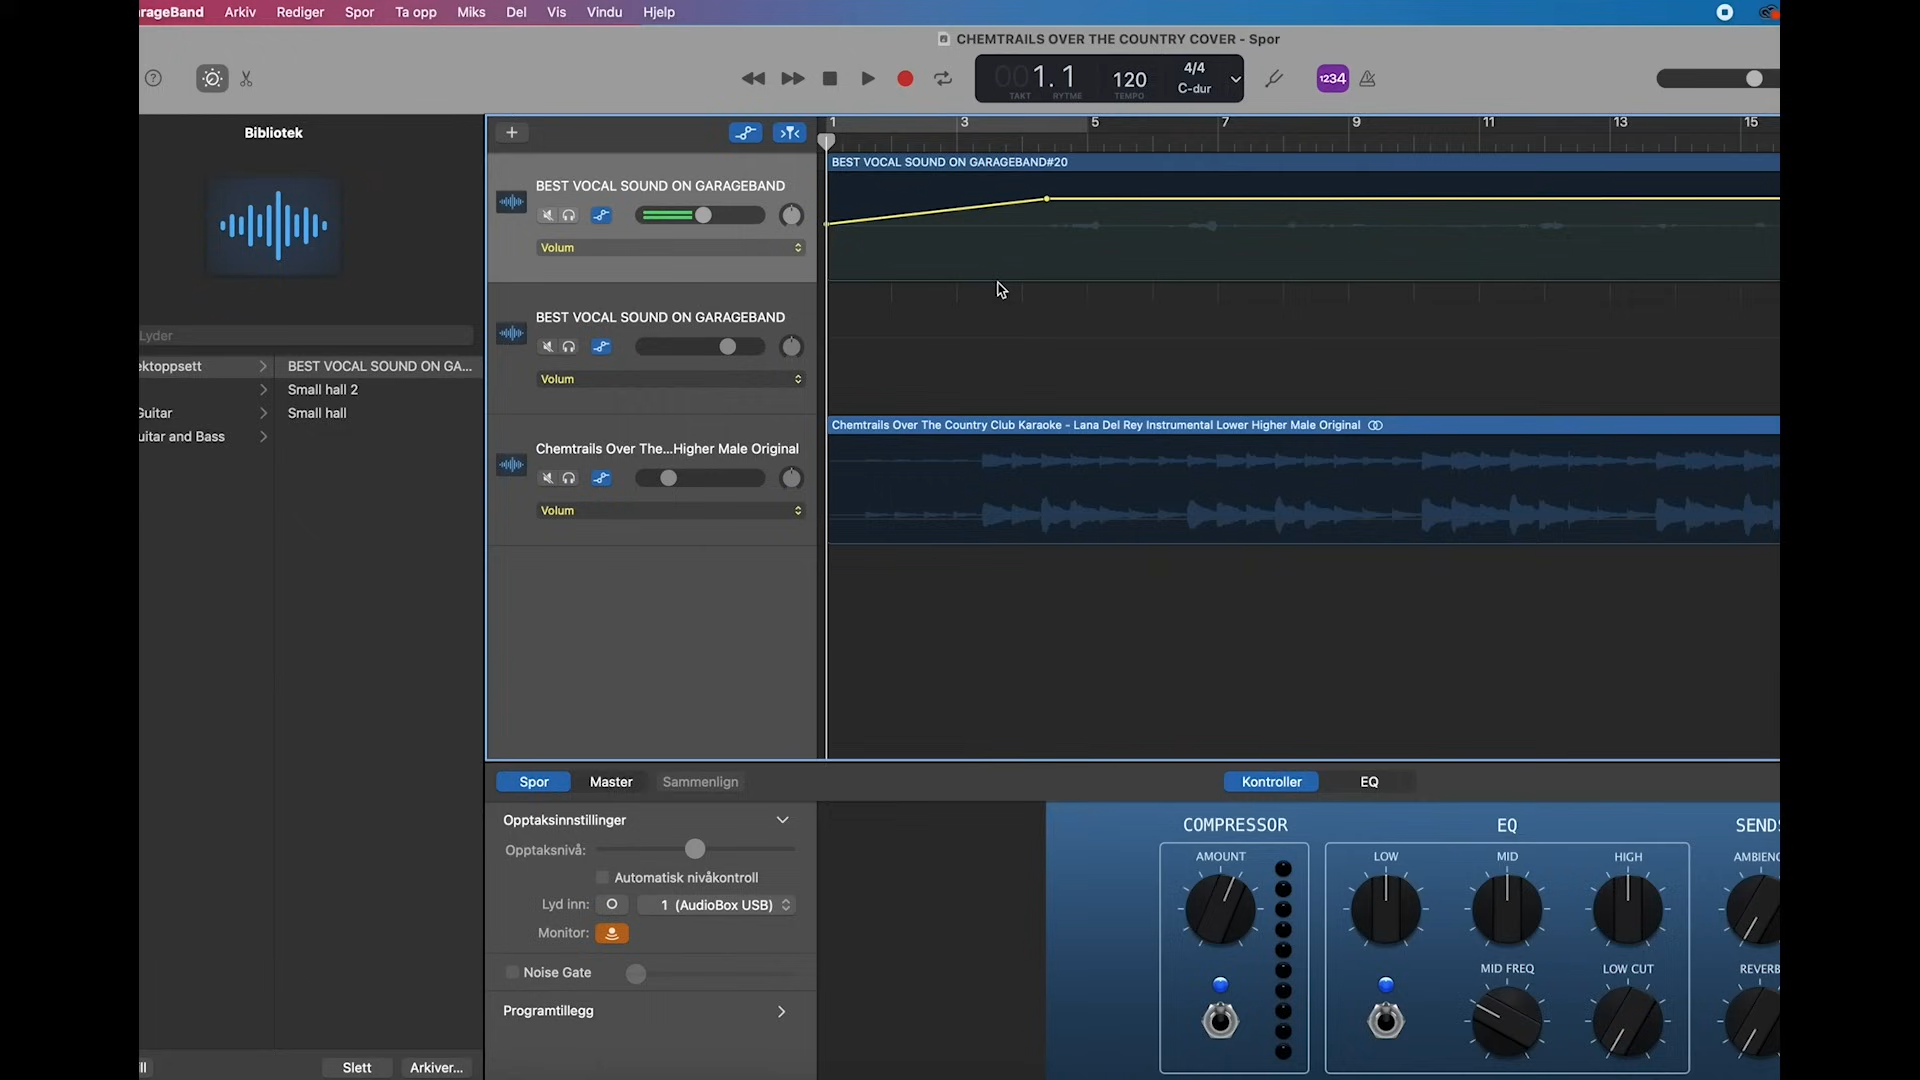 rageBand Arkiv Rediger Spor Ta opp Miks Del Vis Vindu Hjelp
CHEMTRAILS OVER THE COUNTRY COVER - Spor
001. 1 120 4/4
C-dur
TAKT RYTME TEMPO
1234
Bibliotek
1 3 5 7 9 11 13 15
BEST VOCAL SOUND ON GARAGEBAND#20
BEST VOCAL SOUND ON GARAGEBAND
Volum
BEST VOCAL SOUND ON GARAGEBAND
Volum
Lyder
ektoppsett BEST VOCAL SOUND ON GA...
Small hall 2
Guitar Small hall
uitar and Bass
Chemtrails Over The Country Club Karaoke - Lana Del Rey Instrumental Lower Higher Male Original
Chemtrails Over The...Higher Male Original
Volum
Spor Master Sammenlign
Kontroller EQ
Opptaksinnstillinger
Opptaksnivå:
Automatisk nivåkontroll
Lyd inn: 1 (AudioBox USB)
Monitor:
Noise Gate
Programtillegg
COMPRESSOR EQ SENDS
AMOUNT LOW MID HIGH AMBIENC
MID FREQ LOW CUT REVERB
ll Slett Arkiver...